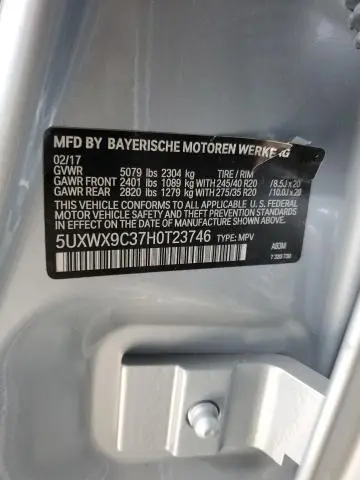 MFD BY BAYERISCHE MOTOREN WERKE AG
02/17
GVWR 5079 lbs 2304 kg TIRE / RIM
GAWR FRONT 2401 lbs 1089 kg WITH 245/40 R20 /8.5J x 20
GAWR REAR 2820 lbs 1279 kg WITH 275/35 R20 /10.0J x 20
THIS VEHICLE CONFORMS TO ALL APPLICABLE U.S. FEDERAL
MOTOR VEHICLE SAFETY, BUMPER, AND THEFT PREVENTION
STANDARDS IN EFFECT ON THE DATE OF MANUFACTURE SHOWN ABOVE.
5UXWX9C37H0T23746 TYPE: MPV